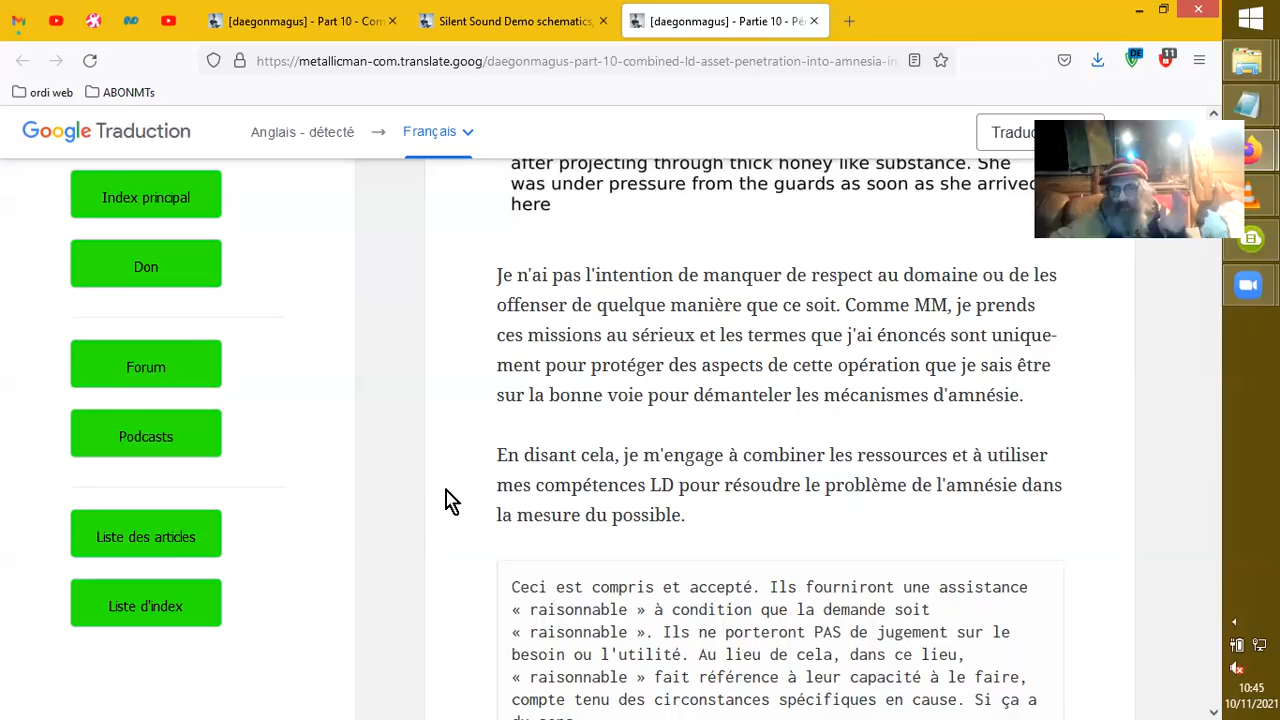 [daegonmagus] - Part 10 - Com
Silent Sound Demo schematics,
[daegonmagus] - Partie 10 - Pé
https://metallicman-com.translate.goog/daegonmagus-part-10-combined-ld-asset-penetration-into-amnesia-in
DE
11
ordi web
ABONMTs
Google Traduction
Anglais - détecté
Français
Tradu
after projecting through thick honey like substance. She
was under pressure from the guards as soon as she arrived
here
Index principal
Don
Forum
Podcasts
Liste des articles
Liste d'index
Je n'ai pas l'intention de manquer de respect au domaine ou de les
offenser de quelque manière que ce soit. Comme MM, je prends
ces missions au sérieux et les termes que j'ai énoncés sont unique-
ment pour protéger des aspects de cette opération que je sais être
sur la bonne voie pour démanteler les mécanismes d'amnésie.
En disant cela, je m'engage à combiner les ressources et à utiliser
mes compétences LD pour résoudre le problème de l'amnésie dans
la mesure du possible.
Ceci est compris et accepté. Ils fourniront une assistance
« raisonnable » à condition que la demande soit
« raisonnable ». Ils ne porteront PAS de jugement sur le
besoin ou l'utilité. Au lieu de cela, dans ce lieu,
« raisonnable » fait référence à leur capacité à le faire,
compte tenu des circonstances spécifiques en cause. Si ça a
du sens
10:45
10/11/2021